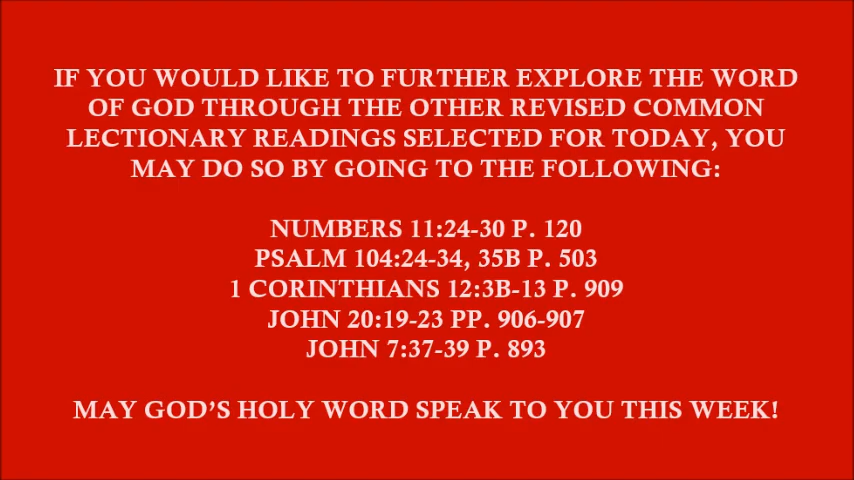 IF YOU WOULD LIKE TO FURTHER EXPLORE THE WORD
OF GOD THROUGH THE OTHER REVISED COMMON
LECTIONARY READINGS SELECTED FOR TODAY, YOU
MAY DO SO BY GOING TO THE FOLLOWING:
NUMBERS 11:24-30 P. 120
PSALM 104:24-34, 35B P. 503
1 CORINTHIANS 12:3B-13 P. 909
JOHN 20:19-23 PP. 906-907
JOHN 7:37-39 P. 893
MAY GOD’S HOLY WORD SPEAK TO YOU THIS WEEK!